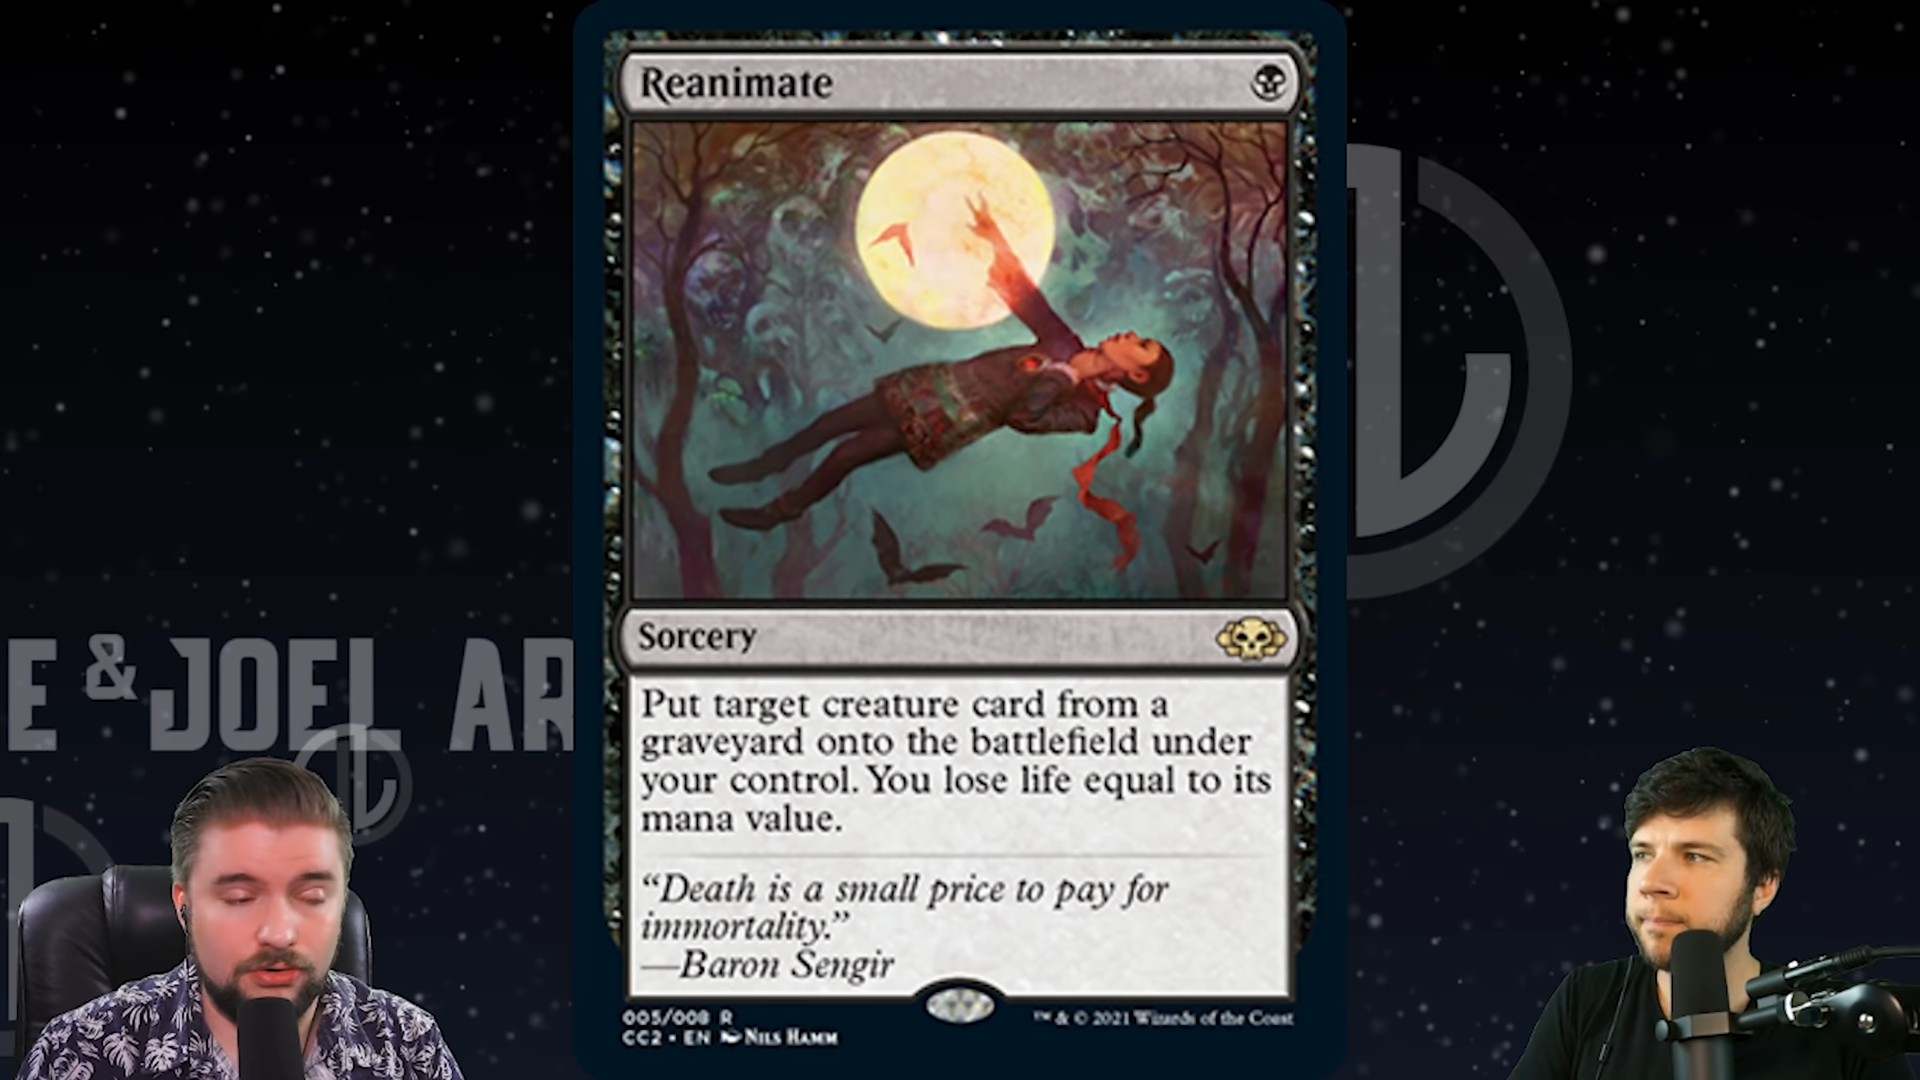 Reanimate
E & JOEL AR
Sorcery
Put target creature card from a
graveyard onto the battlefield under
your control. You lose life equal to its
mana value.
“Death is a small price to pay for
immortality.”
—Baron Sengir
005/008 R
CC2 • EN Nils Hamm
™ & © 2021 Wizards of the Coast